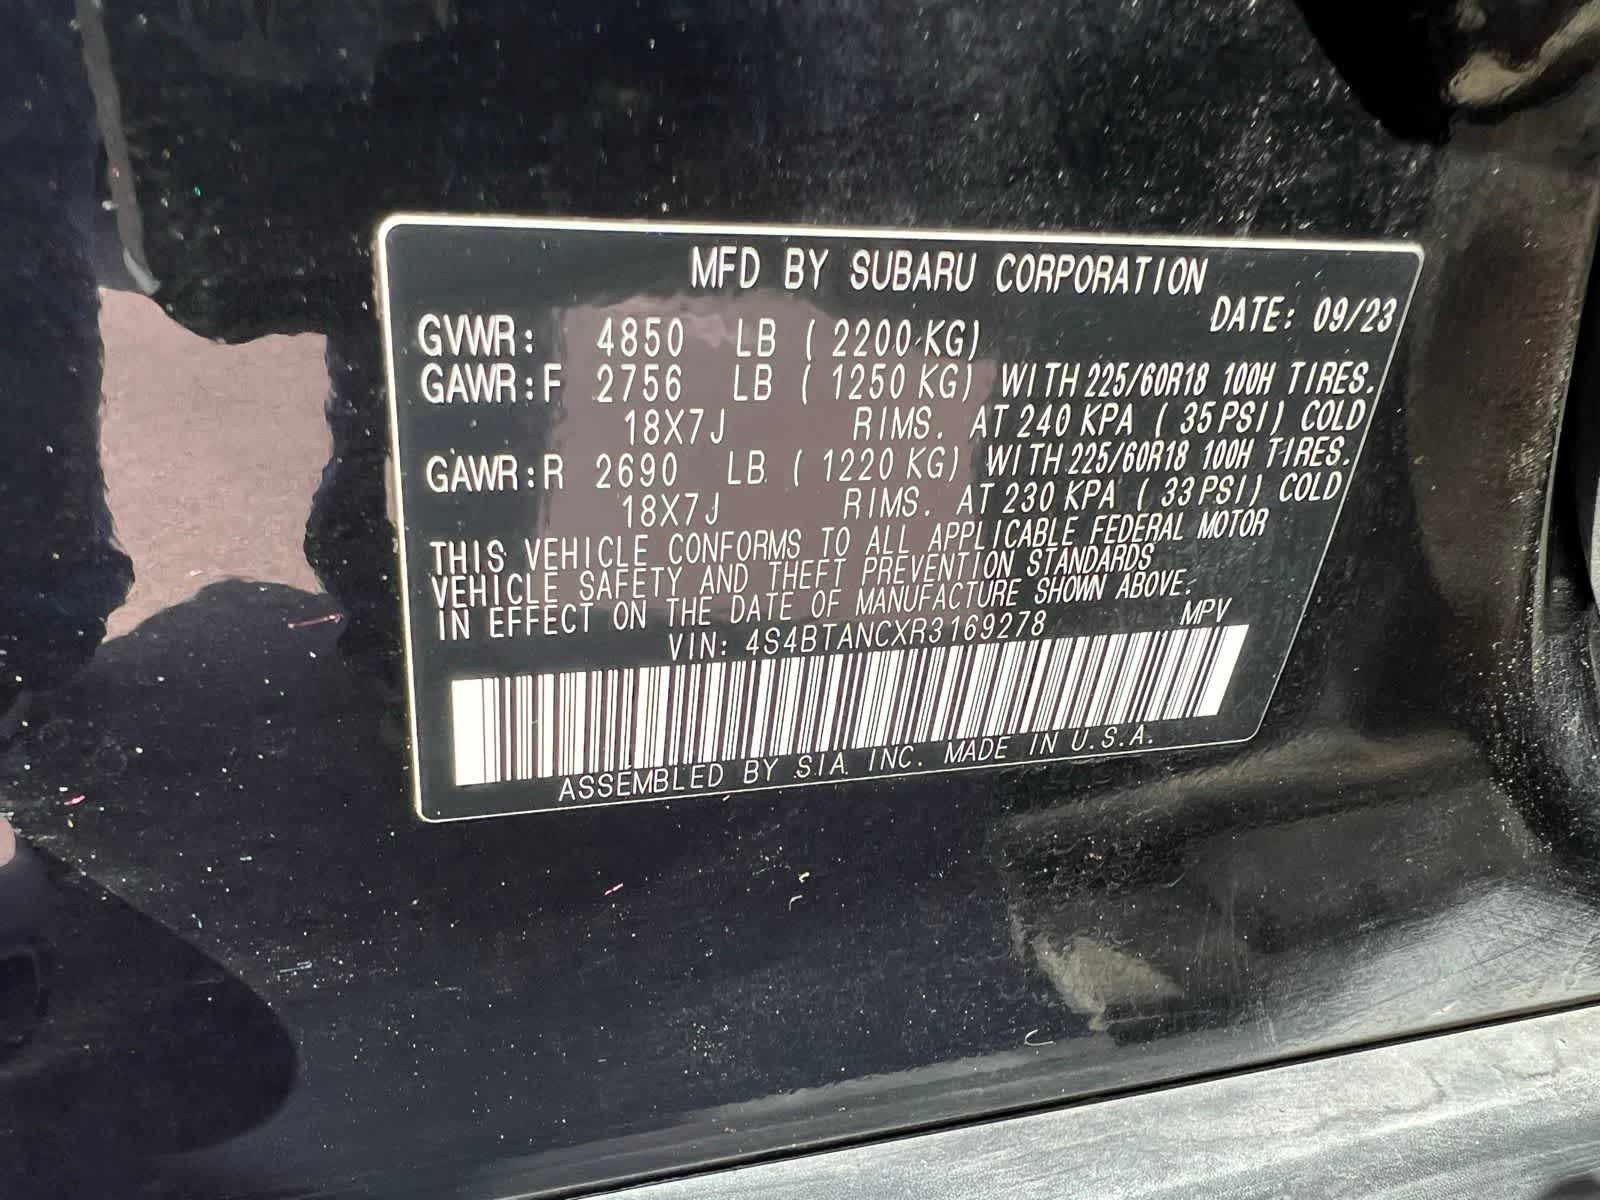 MFD BY SUBARU CORPORATION
DATE: 09/23
GVWR: 4850 LB ( 2200 KG)
GAWR:F 2756 LB ( 1250 KG) WITH 225/60R18 100H TIRES.
18X7J RIMS. AT 240 KPA ( 35 PSI) COLD
GAWR:R 2690 LB ( 1220 KG) WITH 225/60R18 100H TIRES.
18X7J RIMS. AT 230 KPA ( 33 PSI) COLD
THIS VEHICLE CONFORMS TO ALL APPLICABLE FEDERAL MOTOR
VEHICLE SAFETY AND THEFT PREVENTION STANDARDS
IN EFFECT ON THE DATE OF MANUFACTURE SHOWN ABOVE.
VIN: 4S4BTANCXR3169278 MPV
ASSEMBLED BY S.I.A. INC. MADE IN U.S.A.